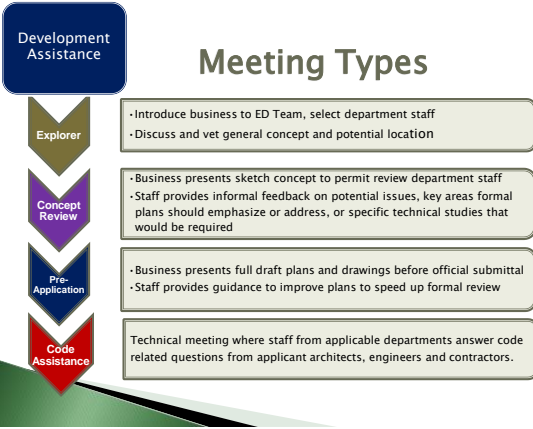 Development
Assistance
Meeting Types
Explorer
•Introduce business to ED Team, select department staff
•Discuss and vet general concept and potential location
Concept
Review
•Business presents sketch concept to permit review department staff
•Staff provides informal feedback on potential issues, key areas formal
plans should emphasize or address, or specific technical studies that
would be required
Pre-
Application
•Business presents full draft plans and drawings before official submittal
•Staff provides guidance to improve plans to speed up formal review
Code
Assistance
Technical meeting where staff from applicable departments answer code
related questions from applicant architects, engineers and contractors.